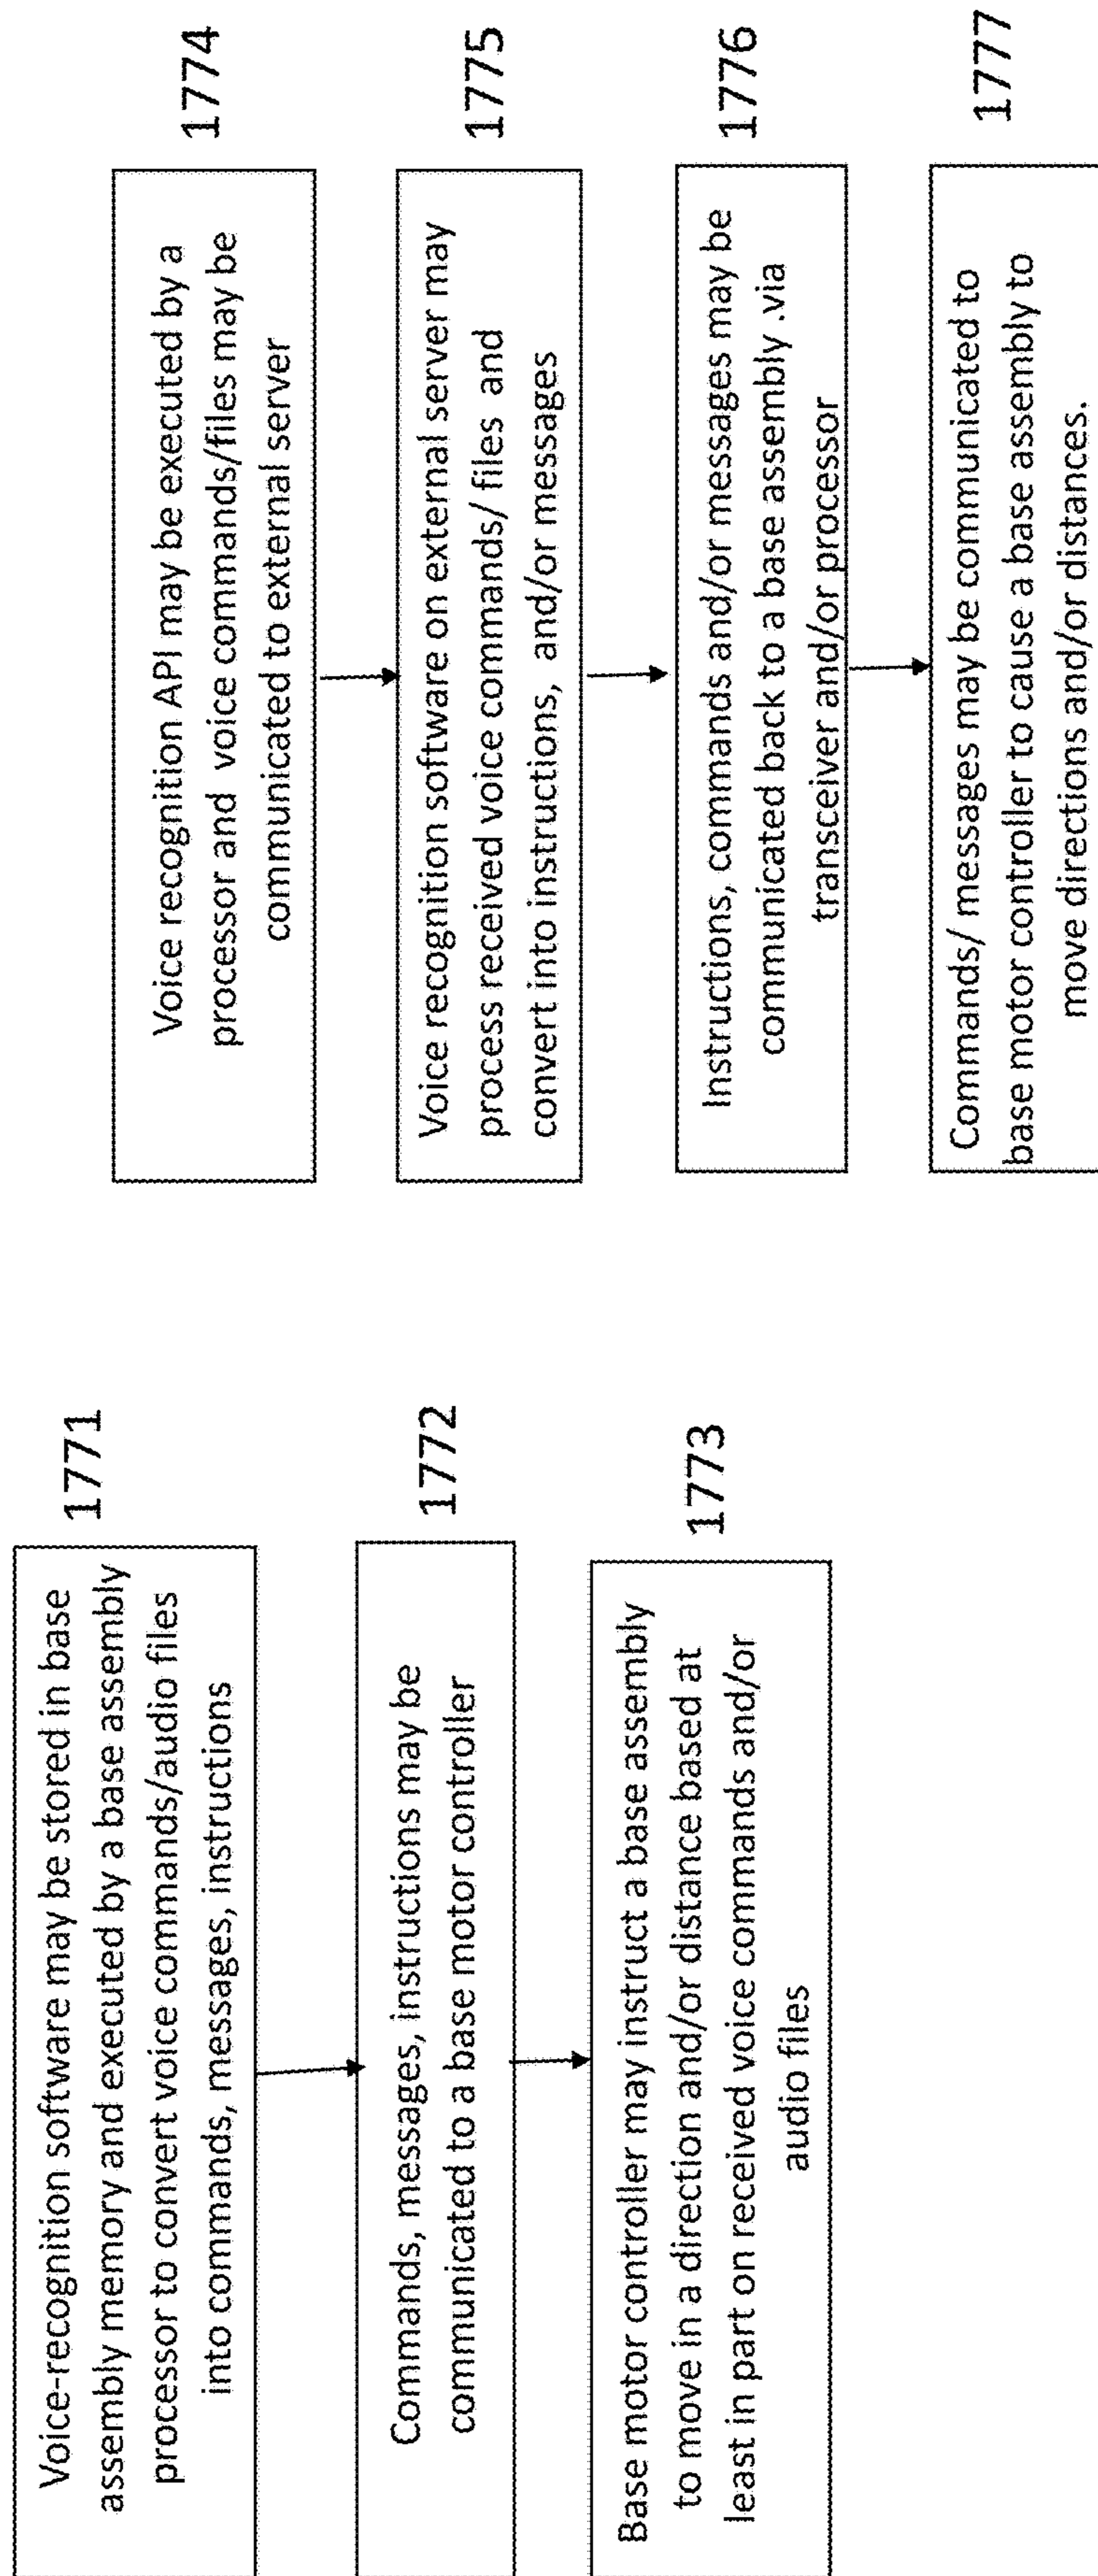 Voice-recognition software may be stored in base
assembly memory and executed by a base assembly
processor to convert voice commands/audio files
into commands, messages, instructions
1771
Commands, messages, instructions may be
communicated to a base motor controller
1772
Base motor controller may instruct a base assembly
to move in a direction and/or distance based at
least in part on received voice commands and/or
audio files
1773
Voice recognition API may be executed by a
processor and voice commands/files may be
communicated to external server
1774
Voice recognition software on external server may
process received voice commands/ files and
convert into instructions, and/or messages
1775
Instructions, commands and/or messages may be
communicated back to a base assembly .via
transceiver and/or processor
1776
Commands/ messages may be communicated to
base motor controller to cause a base assembly to
move directions and/or distances.
1777